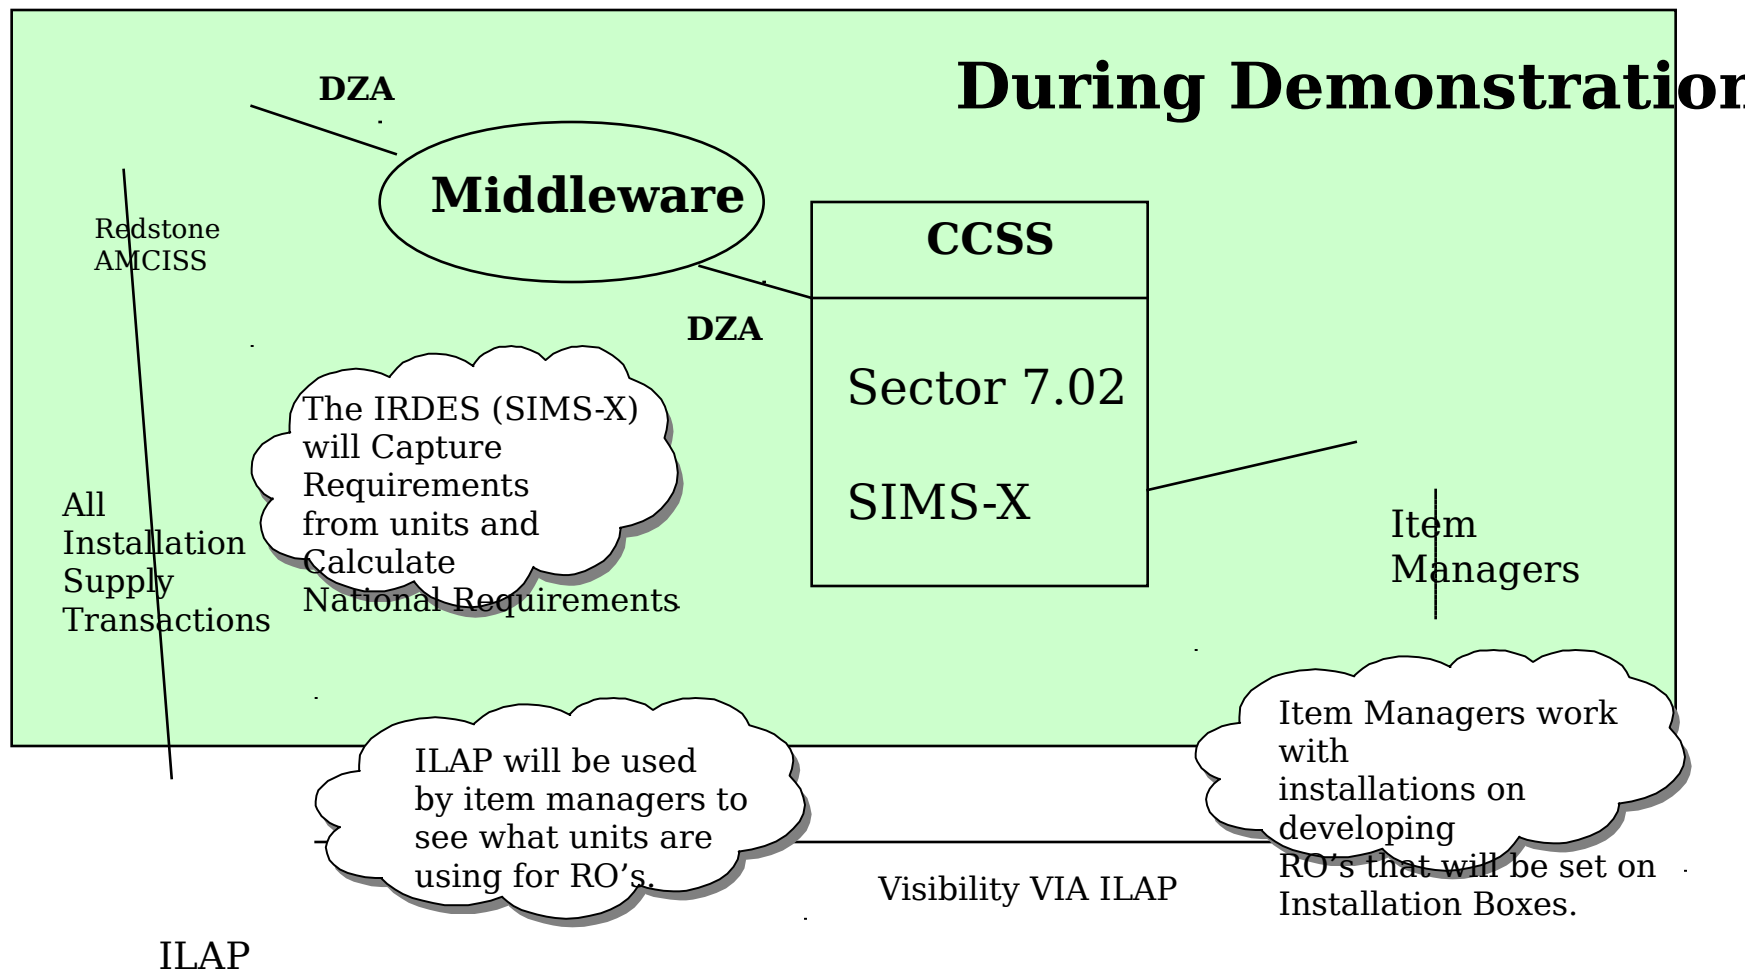 During Demonstration
DZA
Middleware
Redstone
AMCISS
CCSS
DZA
Sector 7.02
SIMS-X
The IRDES (SIMS-X)
will Capture
Requirements
from units and
Calculate
National Requirements
All
Installation
Supply
Transactions
Item
Managers
Item Managers work
with
installations on
developing
RO’s that will be set on
Installation Boxes.
ILAP will be used
by item managers to
see what units are
using for RO’s.
Visibility VIA ILAP
ILAP